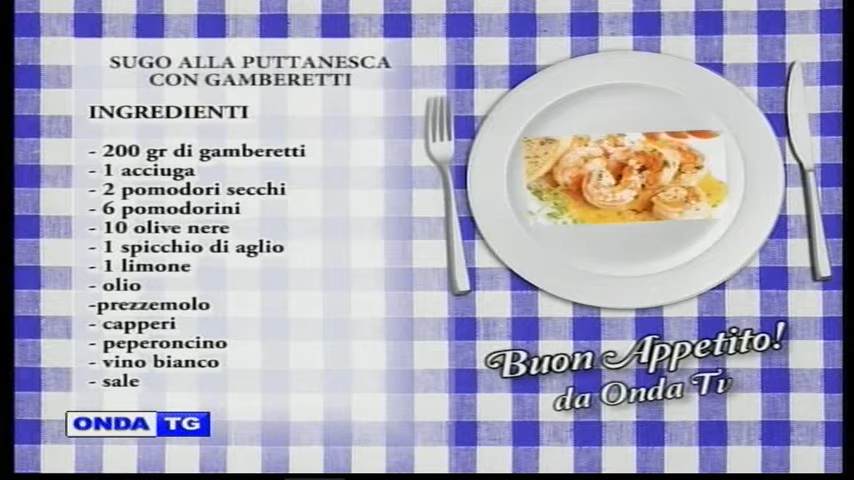 SUGO ALLA PUTTANESCA
CON GAMBERETTI
INGREDIENTI
- 200 gr di gamberetti
- 1 acciuga
- 2 pomodori secchi
- 6 pomodorini
- 10 olive nere
- 1 spicchio di aglio
- 1 limone
- olio
-prezzemolo
- capperi
- peperoncino
- vino bianco
- sale
ONDA TG
Buon Appetito!
da Onda Tv